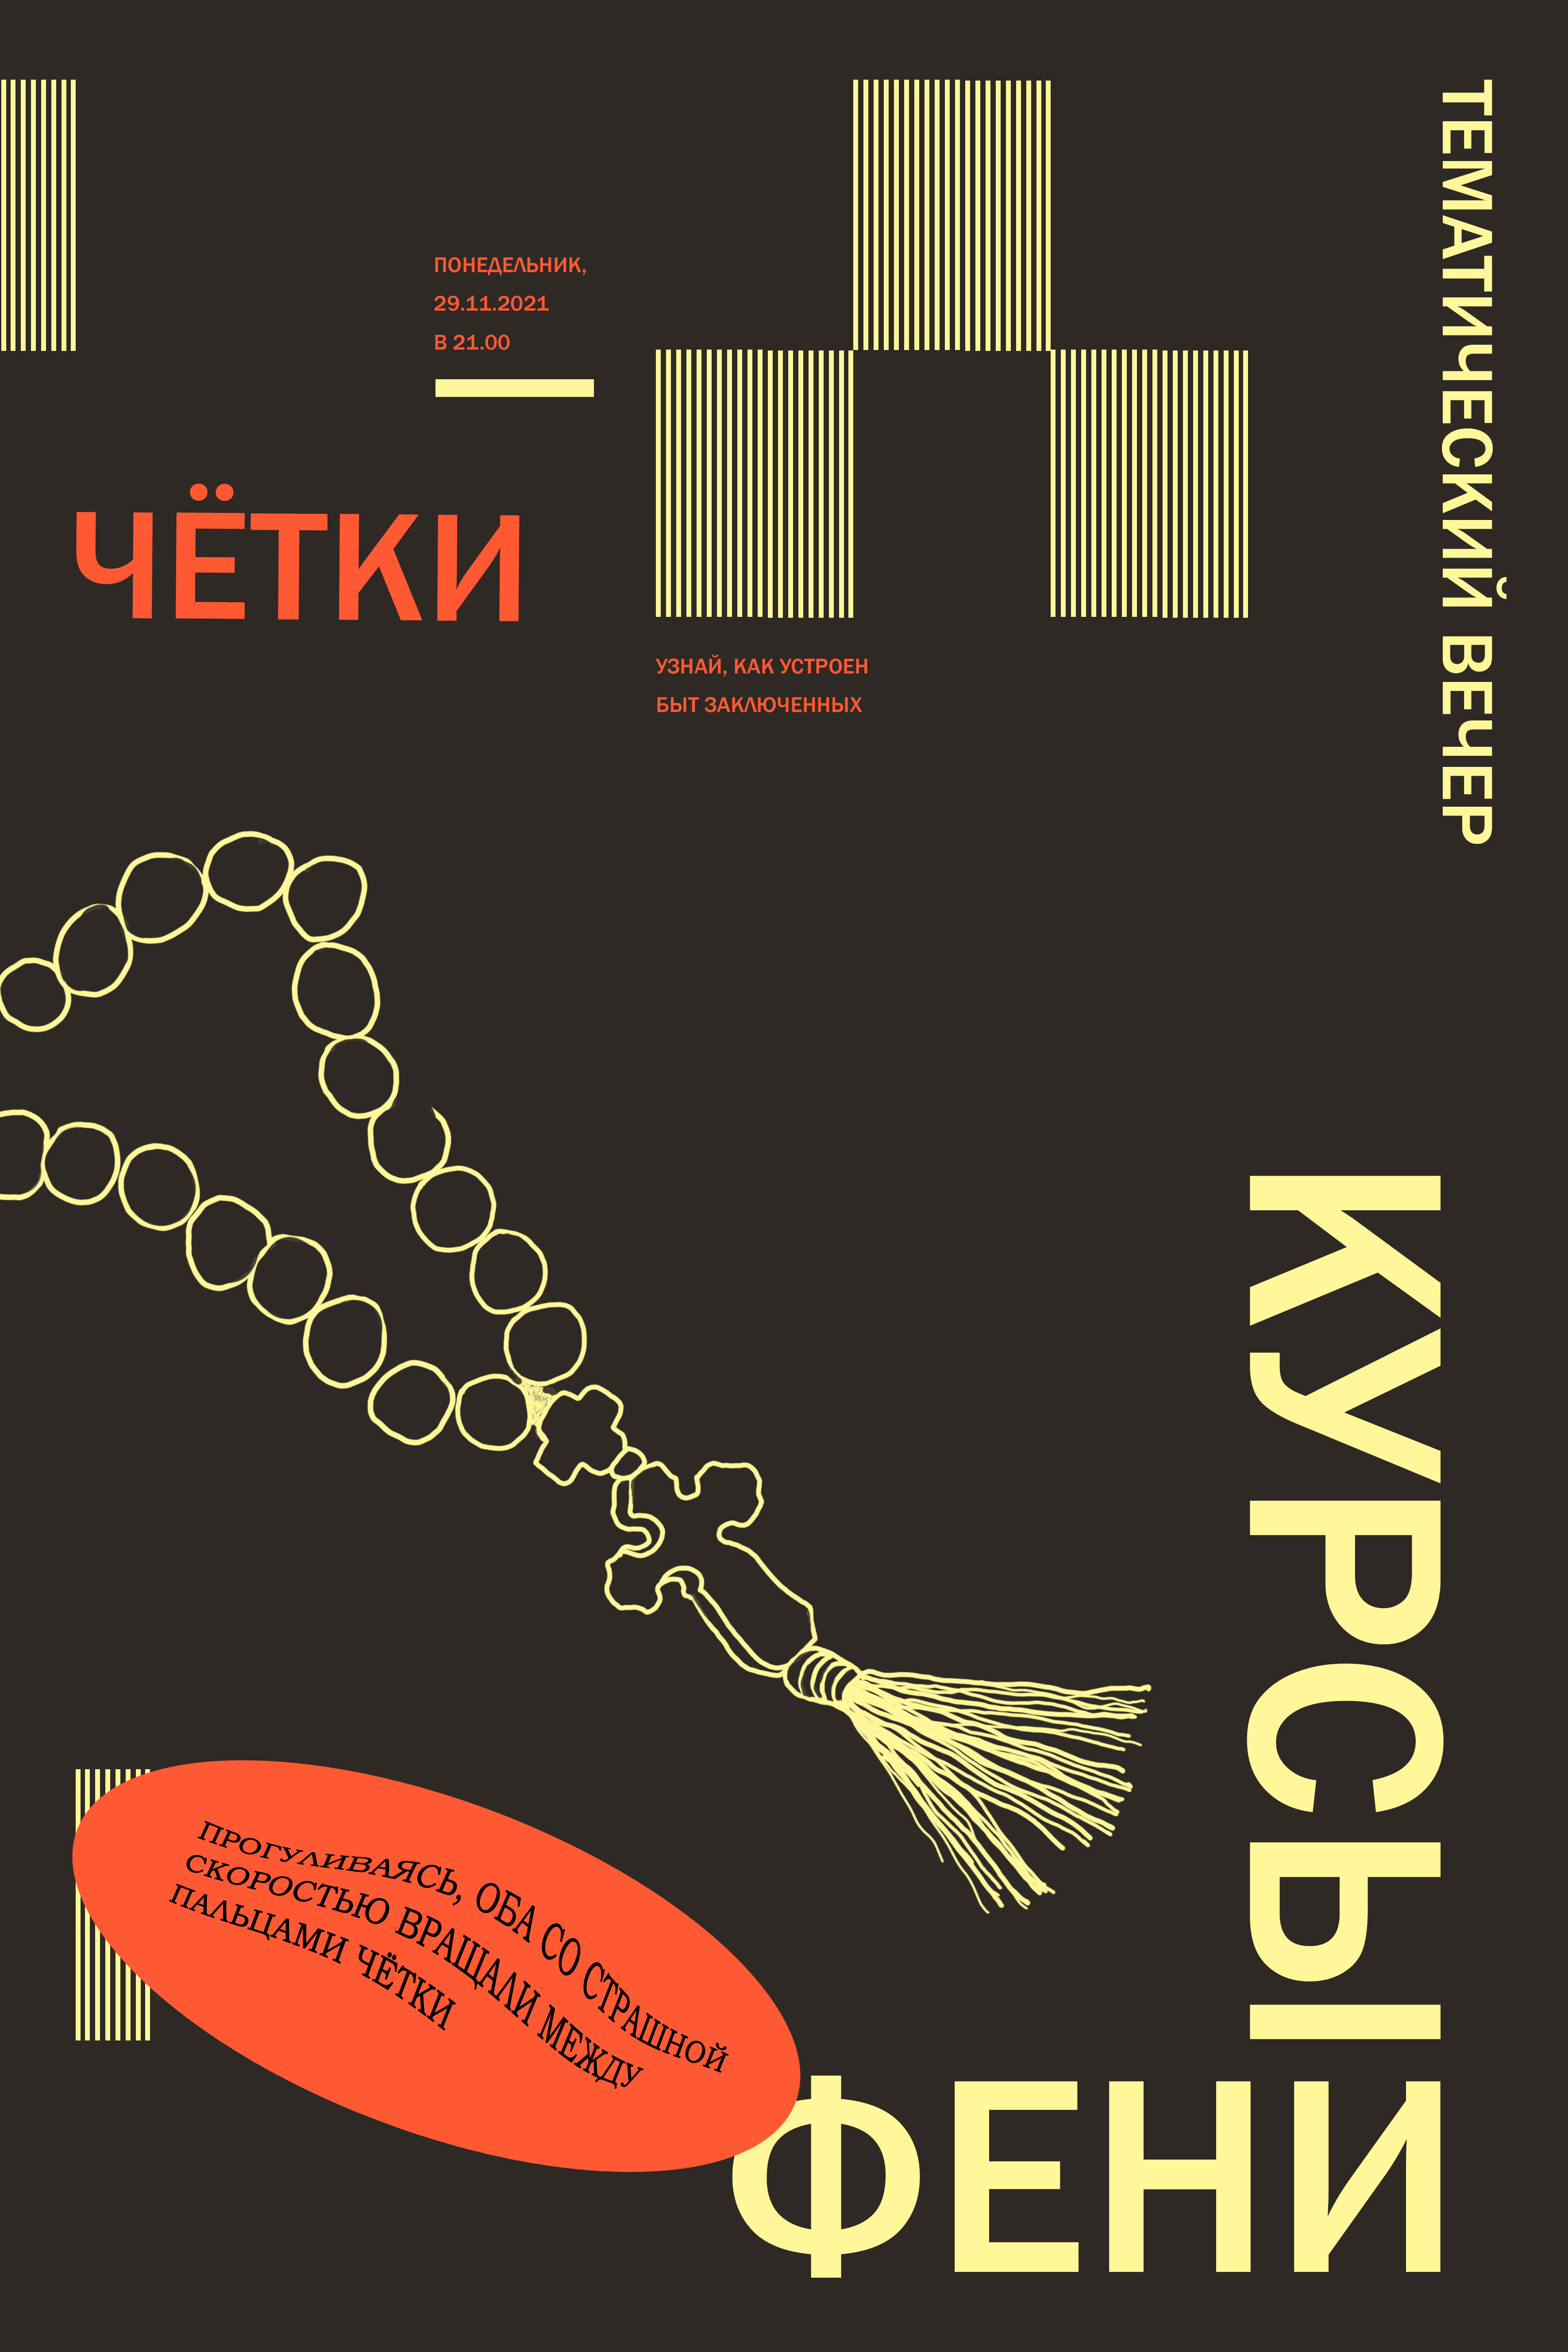 ТЕМАТИЧЕСКИЙ ВЕЧЕР
ПОНЕДЕЛЬНИК,
29.11.2021
В 21.00
ЧЁТКИ
УЗНАЙ, КАК УСТРОЕН
БЫТ ЗАКЛЮЧЕННЫХ
КУРСЫ
ФЕНИ
ПРОГУЛИВАЯСЬ, ОБА СО СТРАШНОЙ
СКОРОСТЬЮ ВРАЩАЛИ МЕЖДУ
ПАЛЬЦАМИ ЧЁТКИ